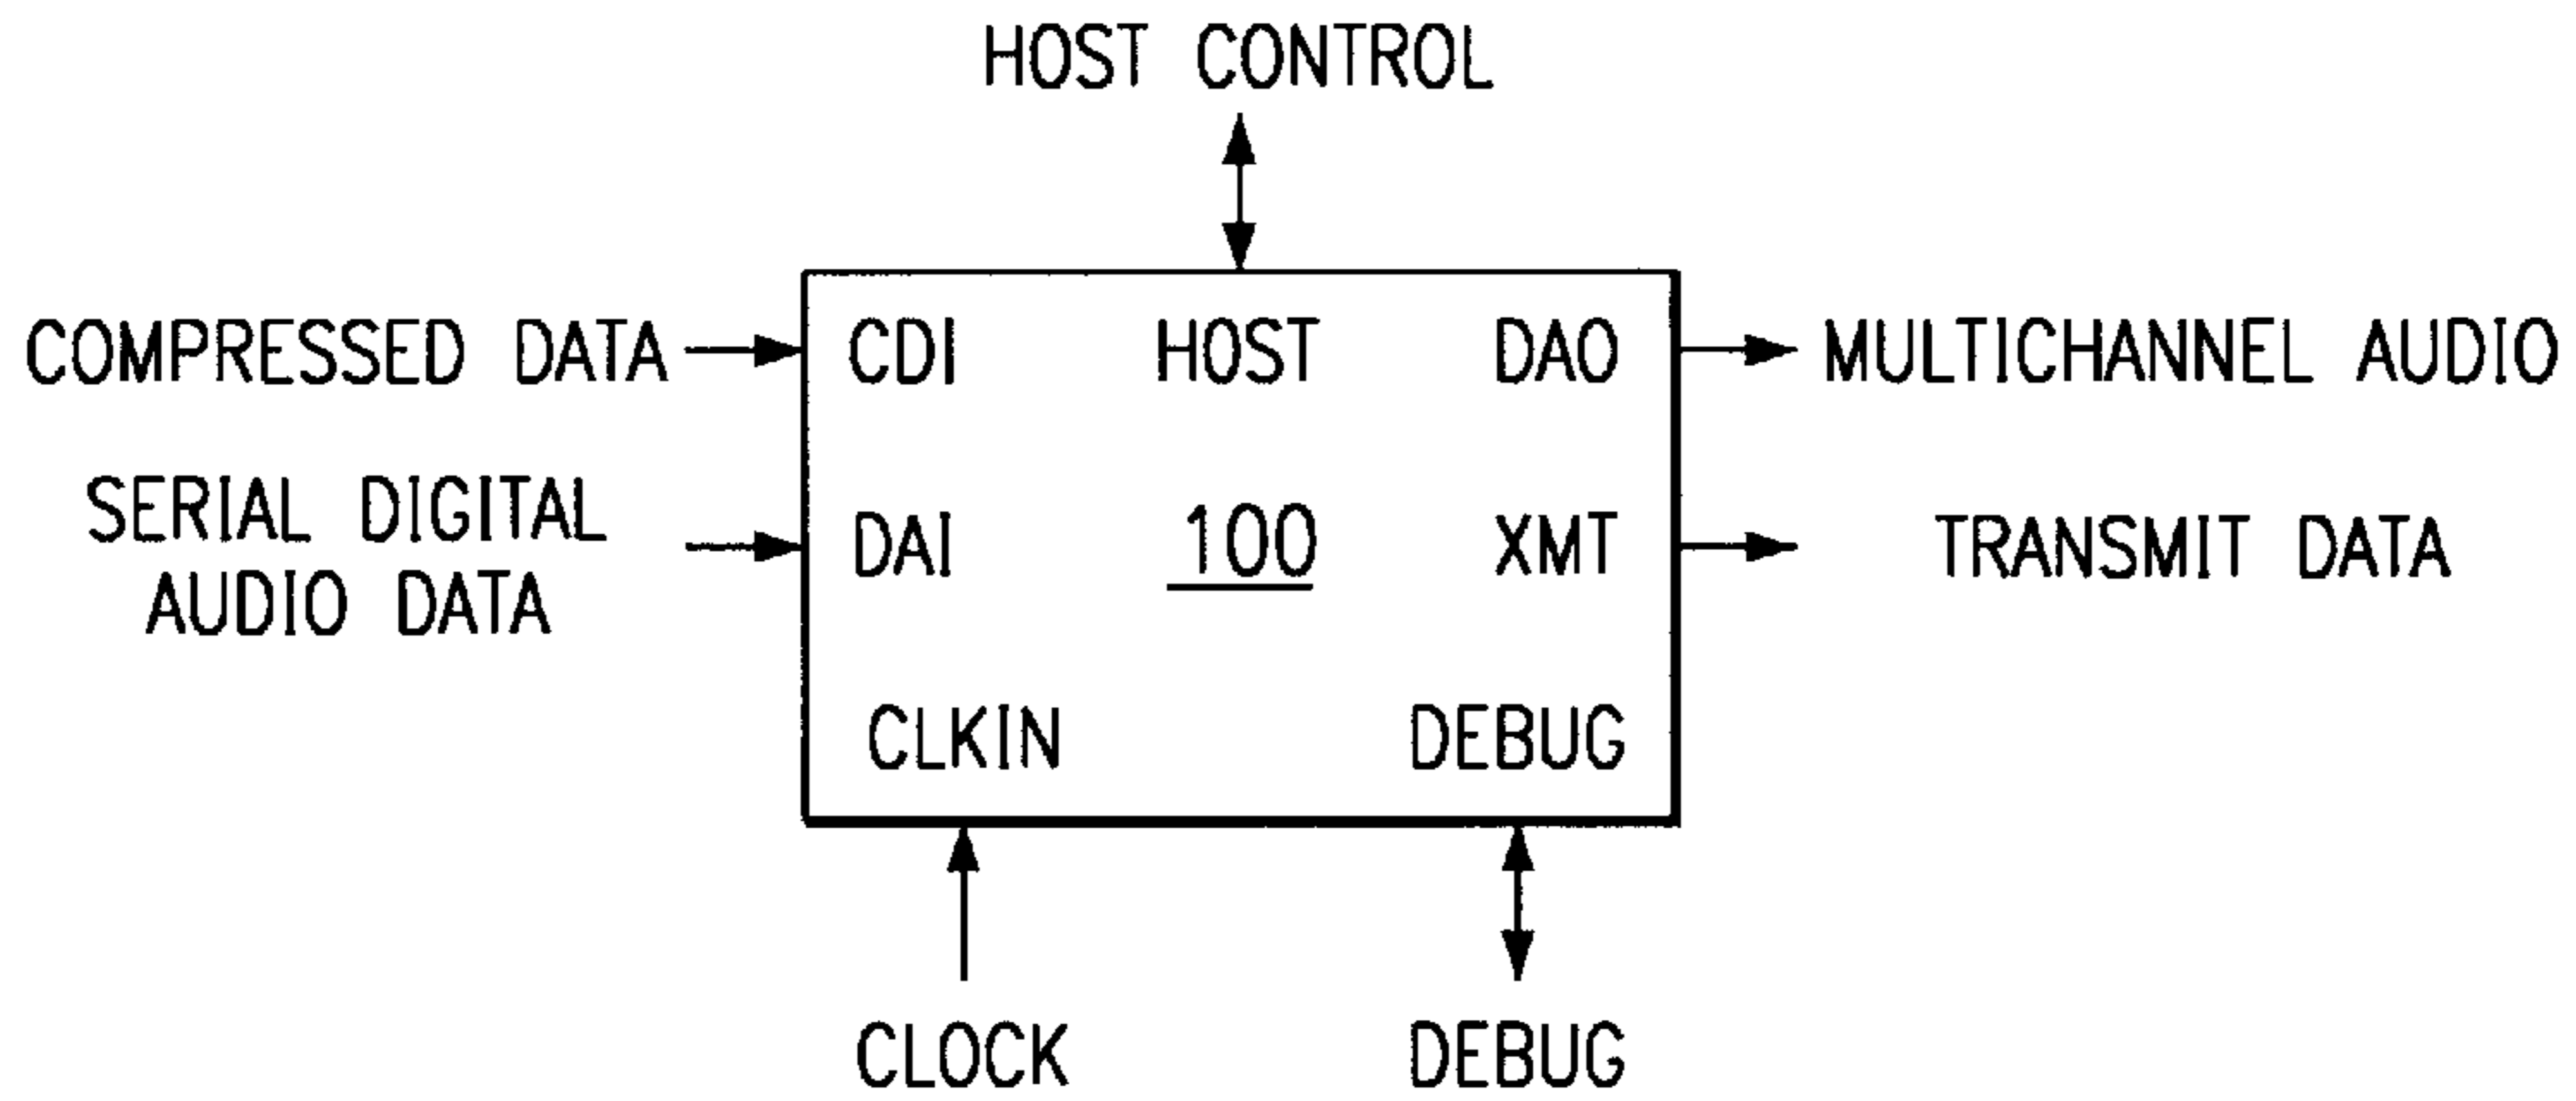 HOST CONTROL
COMPRESSED DATA
CDI
HOST
DAO
MULTICHANNEL AUDIO
SERIAL DIGITAL
AUDIO DATA
DAI
100
XMT
TRANSMIT DATA
CLKIN
DEBUG
CLOCK
DEBUG